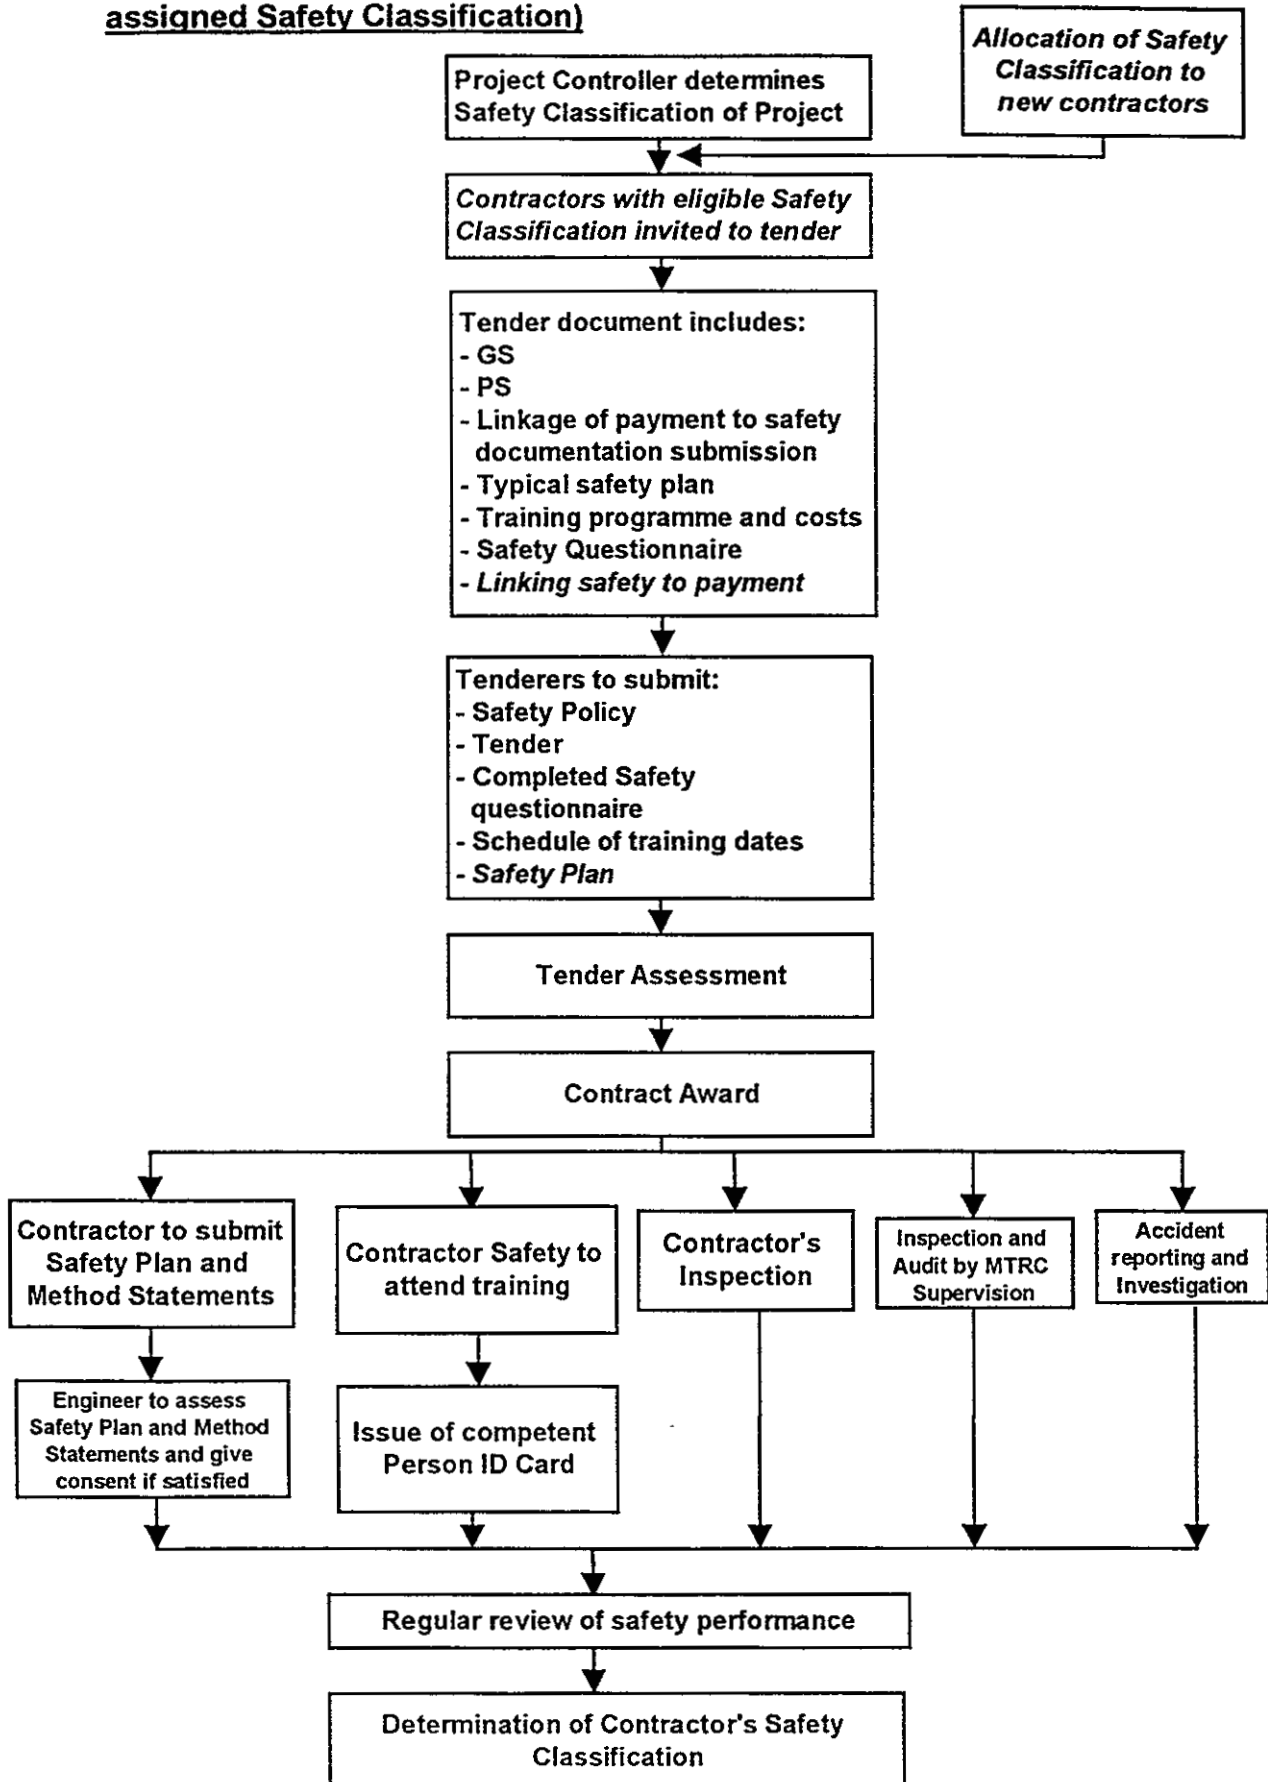 assigned Safety Classification)
Allocation of Safety
Classification to
new contractors
Project Controller determines
Safety Classification of Project
Contractors with eligible Safety
Classification invited to tender
Tender document includes:
- GS
- PS
- Linkage of payment to safety
documentation submission
- Typical safety plan
- Training programme and costs
- Safety Questionnaire
- Linking safety to payment
Tenderers to submit:
- Safety Policy
- Tender
- Completed Safety
questionnaire
- Schedule of training dates
- Safety Plan
Tender Assessment
Contract Award
Contractor to submit
Safety Plan and
Method Statements
Contractor Safety to
attend training
Contractor's
Inspection
Inspection and
Audit by MTRC
Supervision
Accident
reporting and
Investigation
Engineer to assess
Safety Plan and Method
Statements and give
consent if satisfied
Issue of competent
Person ID Card
Regular review of safety performance
Determination of Contractor's Safety
Classification